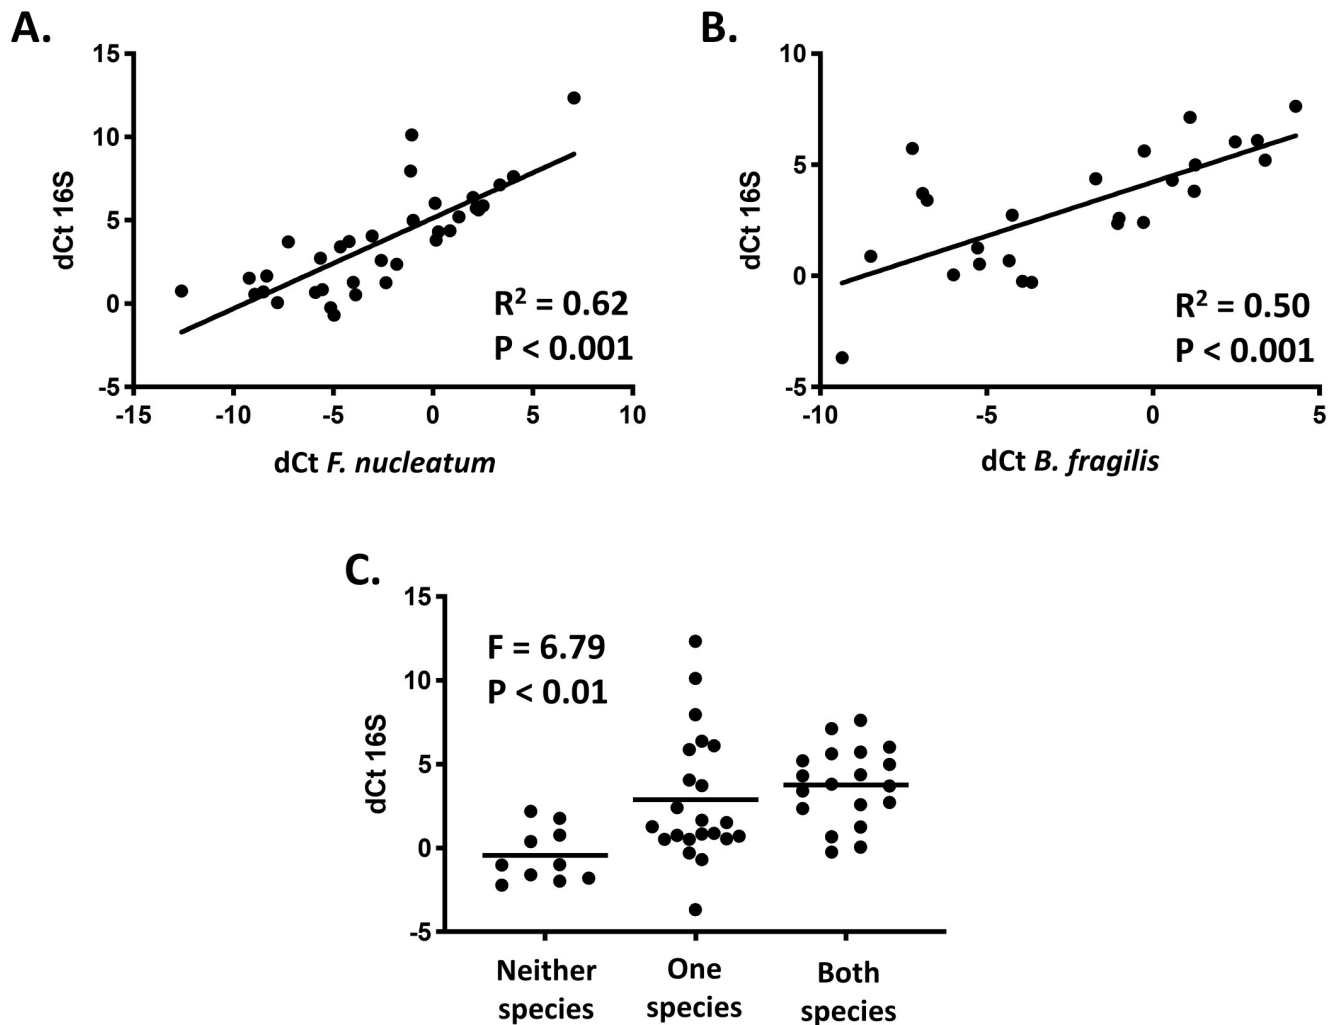 A.
15
10
5
0
-5
-15
-10
-5
0
5
10
dCt 16S
dCt F. nucleatum
R² = 0.62
P < 0.001
B.
10
5
0
-5
-10
-5
0
5
dCt 16S
dCt B. fragilis
R² = 0.50
P < 0.001
C.
15
10
5
0
-5
dCt 16S
F = 6.79
P < 0.01
Neither
species
One
species
Both
species